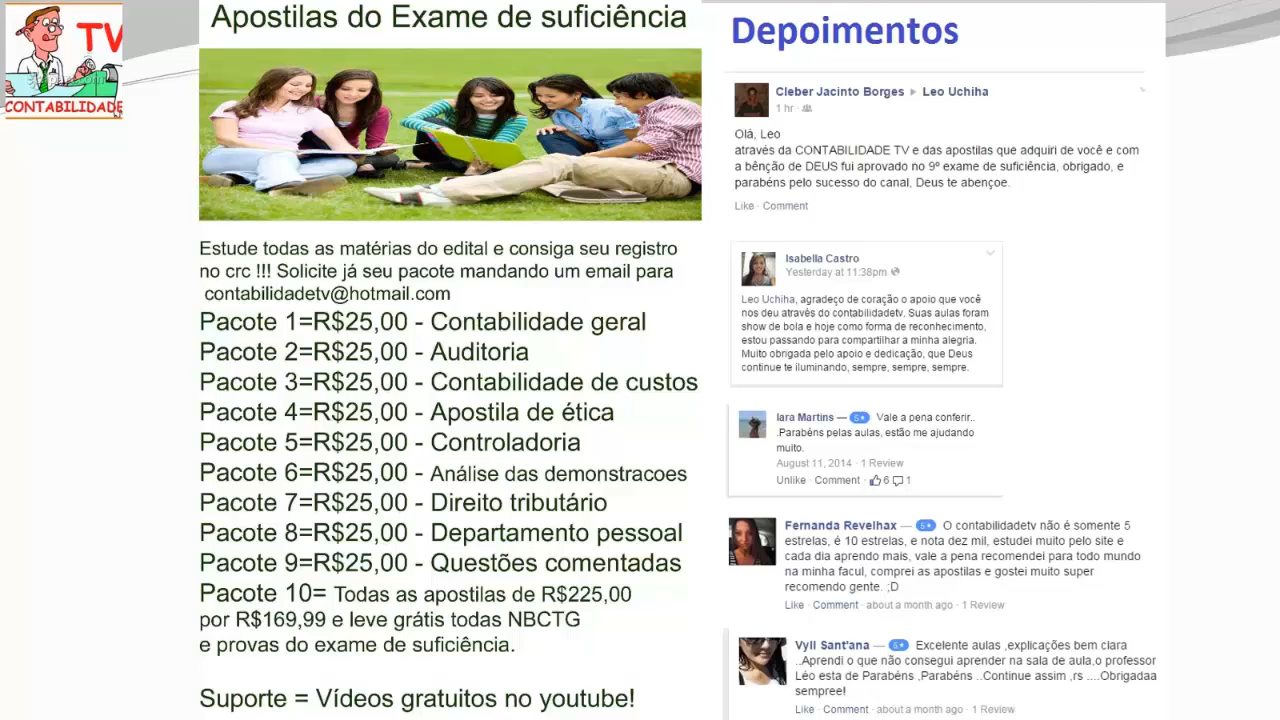 TV
CONTABILIDADE
Apostilas do Exame de suficiência
Estude todas as matérias do edital e consiga seu registro
no crc !!! Solicite já seu pacote mandando um email para
contabilidadetv@hotmail.com
Pacote 1=R$25,00 - Contabilidade geral
Pacote 2=R$25,00 - Auditoria
Pacote 3=R$25,00 - Contabilidade de custos
Pacote 4=R$25,00 - Apostila de ética
Pacote 5=R$25,00 - Controladoria
Pacote 6=R$25,00 - Análise das demonstracoes
Pacote 7=R$25,00 - Direito tributário
Pacote 8=R$25,00 - Departamento pessoal
Pacote 9=R$25,00 - Questões comentadas
Pacote 10= Todas as apostilas de R$225,00
por R$169,99 e leve grátis todas NBCTG
e provas do exame de suficiência.
Suporte = Vídeos gratuitos no youtube!
Depoimentos
Cleber Jacinto Borges ▸ Leo Uchiha
1 hr ·
Olá, Leo
através da CONTABILIDADE TV e das apostilas que adquiri de você e com
a bênção de DEUS fui aprovado no 9º exame de suficiência, obrigado, e
parabéns pelo sucesso do canal, Deus te abençoe.
Like · Comment
Isabella Castro
Yesterday at 11:38pm
Leo Uchiha, agradeço de coração o apoio que você
nos deu através do contabilidadetv. Suas aulas foram
show de bola e hoje como forma de reconhecimento,
estou passando para compartilhar a minha alegria.
Muito obrigada pelo apoio e dedicação, que Deus
continue te iluminando, sempre, sempre, sempre.
Iara Martins — 5★ Vale a pena conferir..
.Parabéns pelas aulas, estão me ajudando
muito.
August 11, 2014 · 1 Review
Unlike · Comment · 6 1
Fernanda Revelhax — 5★ O contabilidadetv não é somente 5
estrelas, é 10 estrelas, e nota dez mil, estudei muito pelo site e
cada dia aprendo mais, vale a pena recomendei para todo mundo
na minha facul, comprei as apostilas e gostei muito super
recomendo gente. ;D
Like · Comment · about a month ago · 1 Review
Vyll Sant'ana — 5★ Excelente aulas ,explicações bem clara
..Aprendi o que não consegui aprender na sala de aula,o professor
Léo esta de Parabéns ,Parabéns ..Continue assim ,rs ....Obrigadaa
sempree!
Like · Comment · about a month ago · 1 Review